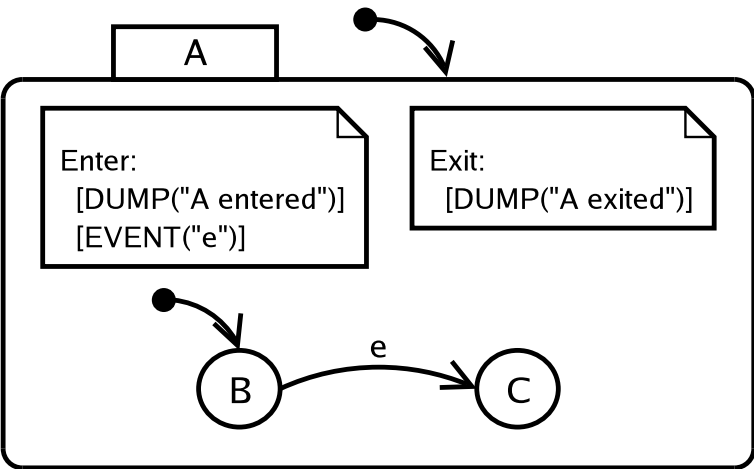 A
Enter:
[DUMP("A entered")]
[EVENT("e")]
Exit:
[DUMP("A exited")]
e
B
C